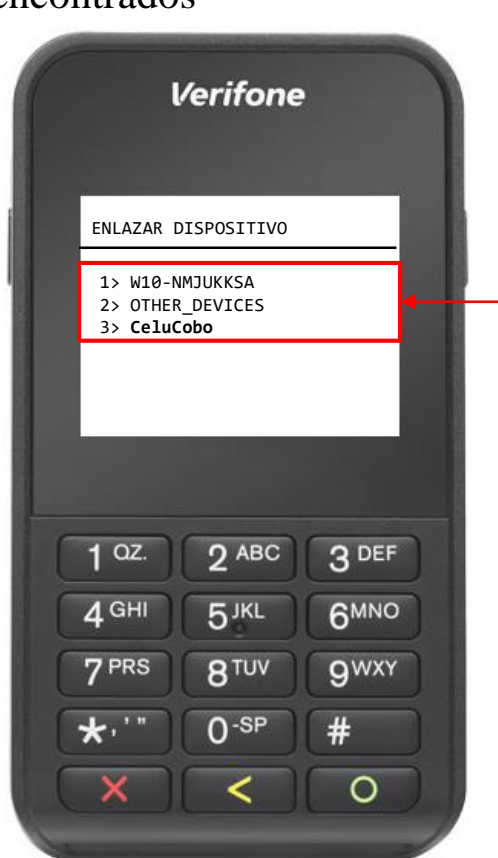 encontrados
Verifone
ENLAZAR DISPOSITIVO
1> W10-NMJUKKSA
2> OTHER_DEVICES
3> CeluCobo
1 QZ. 2 ABC 3 DEF
4 GHI 5 JKL 6 MNO
7 PRS 8 TUV 9 WXY
*,'" 0 -SP #